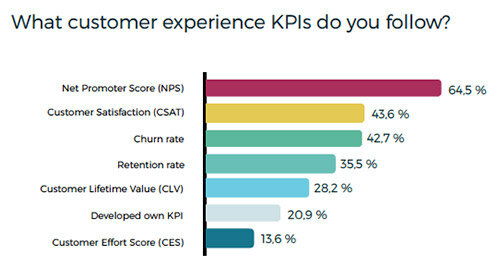 What customer experience KPIs do you follow?
Net Promoter Score (NPS) 64,5 %
Customer Satisfaction (CSAT) 43,6 %
Churn rate 42,7 %
Retention rate 35,5 %
Customer Lifetime Value (CLV) 28,2 %
Developed own KPI 20,9 %
Customer Effort Score (CES) 13,6 %